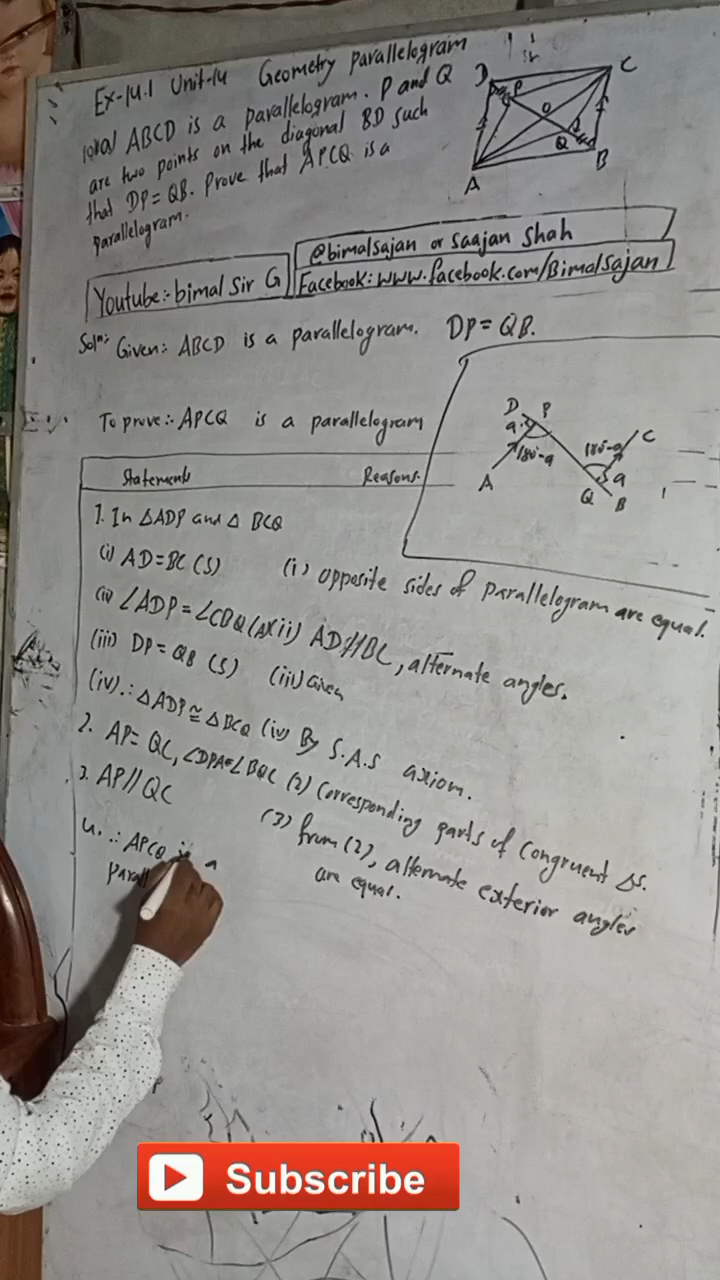 Ex-14.1 Unit-14 Geometry parallelogram
ABCD is a parallelogram. P and Q
are two points on the diagonal BD such
that DP = QB. Prove that APCQ is a
parallelogram.
D P C
O
Q B
A
Youtube:- bimal Sir G
@bimalsajan or Saajan Shah
Facebook: www.facebook.com/Bimalsajan
Solⁿ: Given: ABCD is a parallelogram. DP = QB.
To prove:- APCQ is a parallelogram
D P
a
180°-a
A
180°-a
C
a
Q B
Statements Reasons.
1. In ΔADP and Δ BCQ
(i) AD = BC (S) (i) opposite sides of parallelogram are equal.
(ii) ∠ADP = ∠CBQ (A) (ii) AD // BC, alternate angles.
(iii) DP = QB (S) (iii) Given
(iv) ∴ ΔADP ≅ ΔBCQ (iv) By S.A.S axiom.
2. AP = QC, ∠DPA = ∠BQC (2) Corresponding parts of congruent Δs.
3. AP // QC (3) from (2), alternate exterior angles
are equal.
4. ∴ APCQ is a
Paral
Subscribe